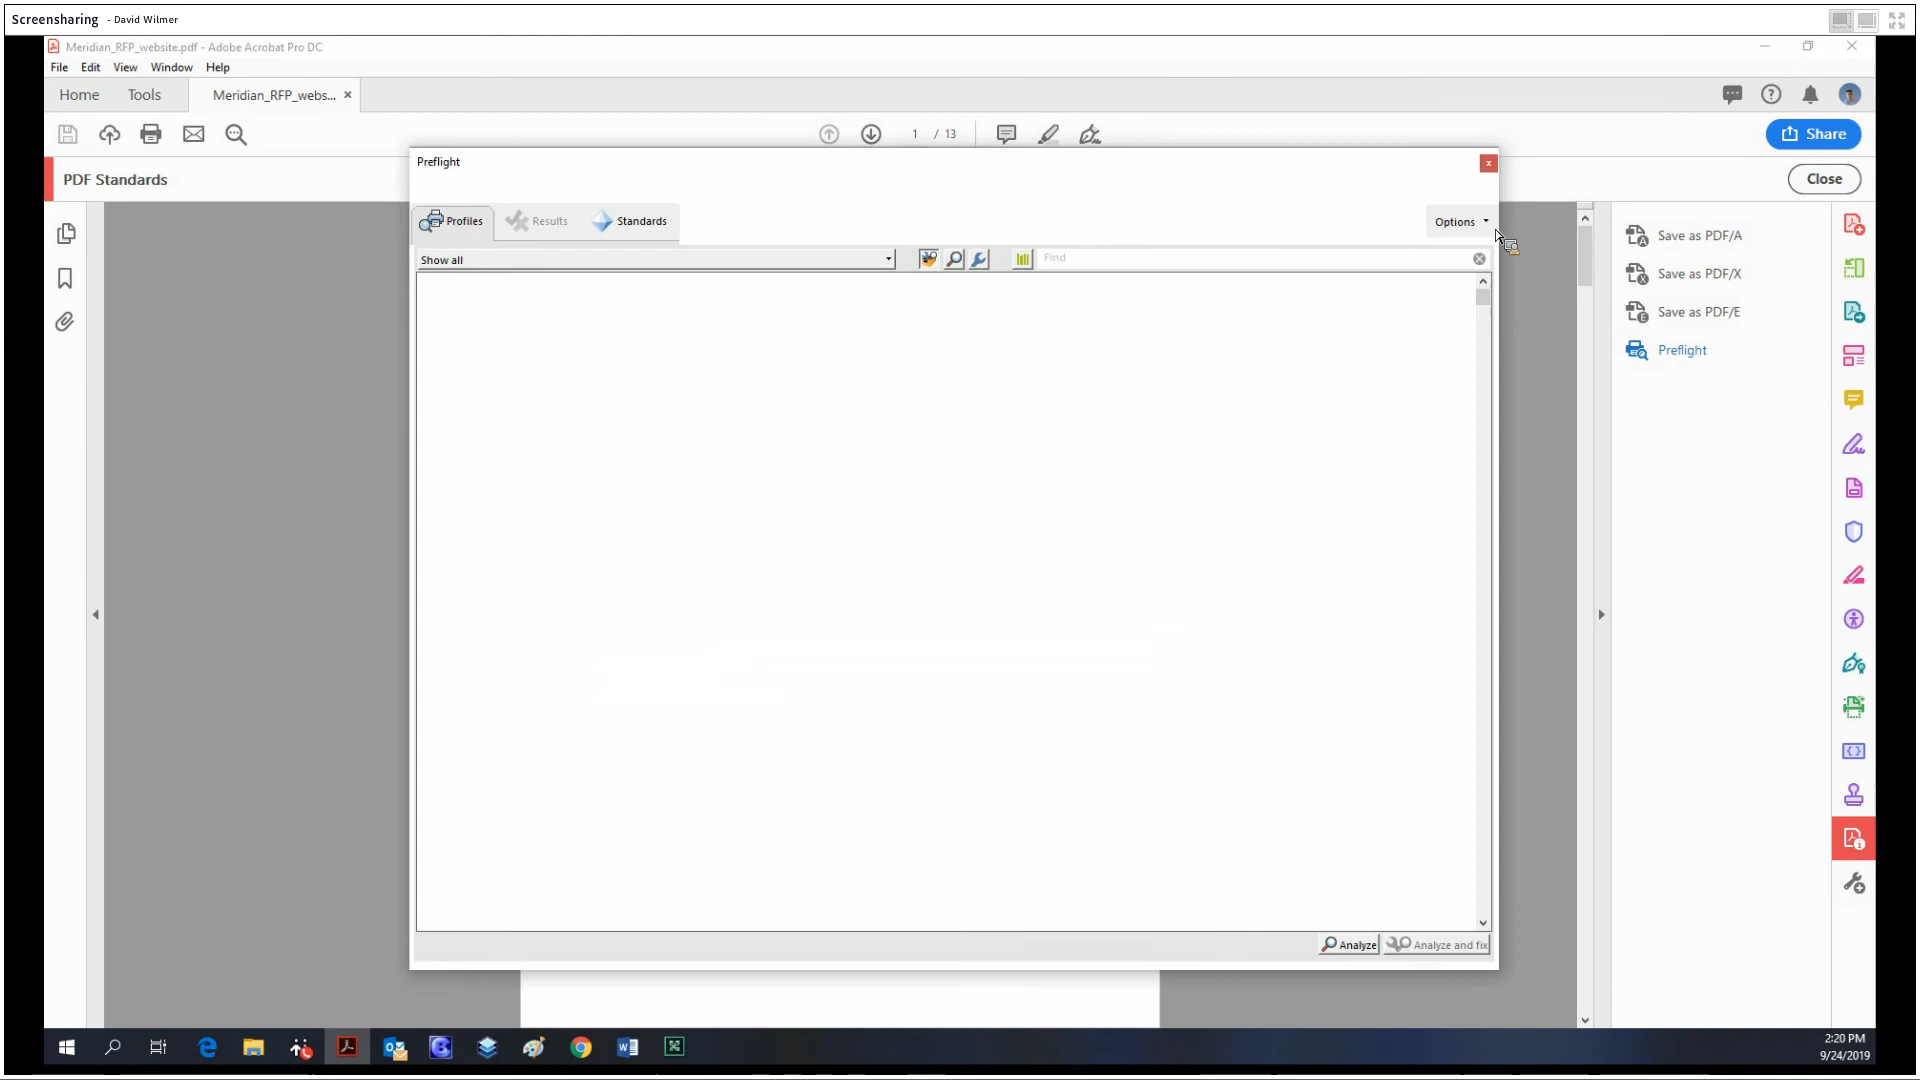 Screensharing - David Wilmer
Meridian_RFP_website.pdf - Adobe Acrobat Pro DC
File Edit View Window Help
Home Tools Meridian_RFP_webs... ×
1 / 13
Share
Preflight
PDF Standards
Close
Profiles Results Standards Options
Show all
Find
Save as PDF/A
Save as PDF/X
Save as PDF/E
Preflight
Analyze Analyze and fix
2:20 PM
9/24/2019